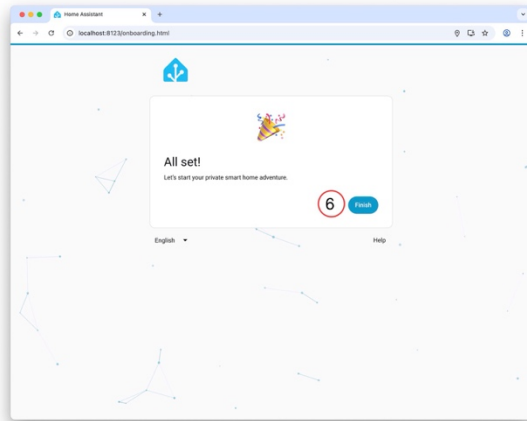 Home Assistant
localhost:8123/onboarding.html
All set!
Let's start your private smart home adventure.
6
Finish
English
Help